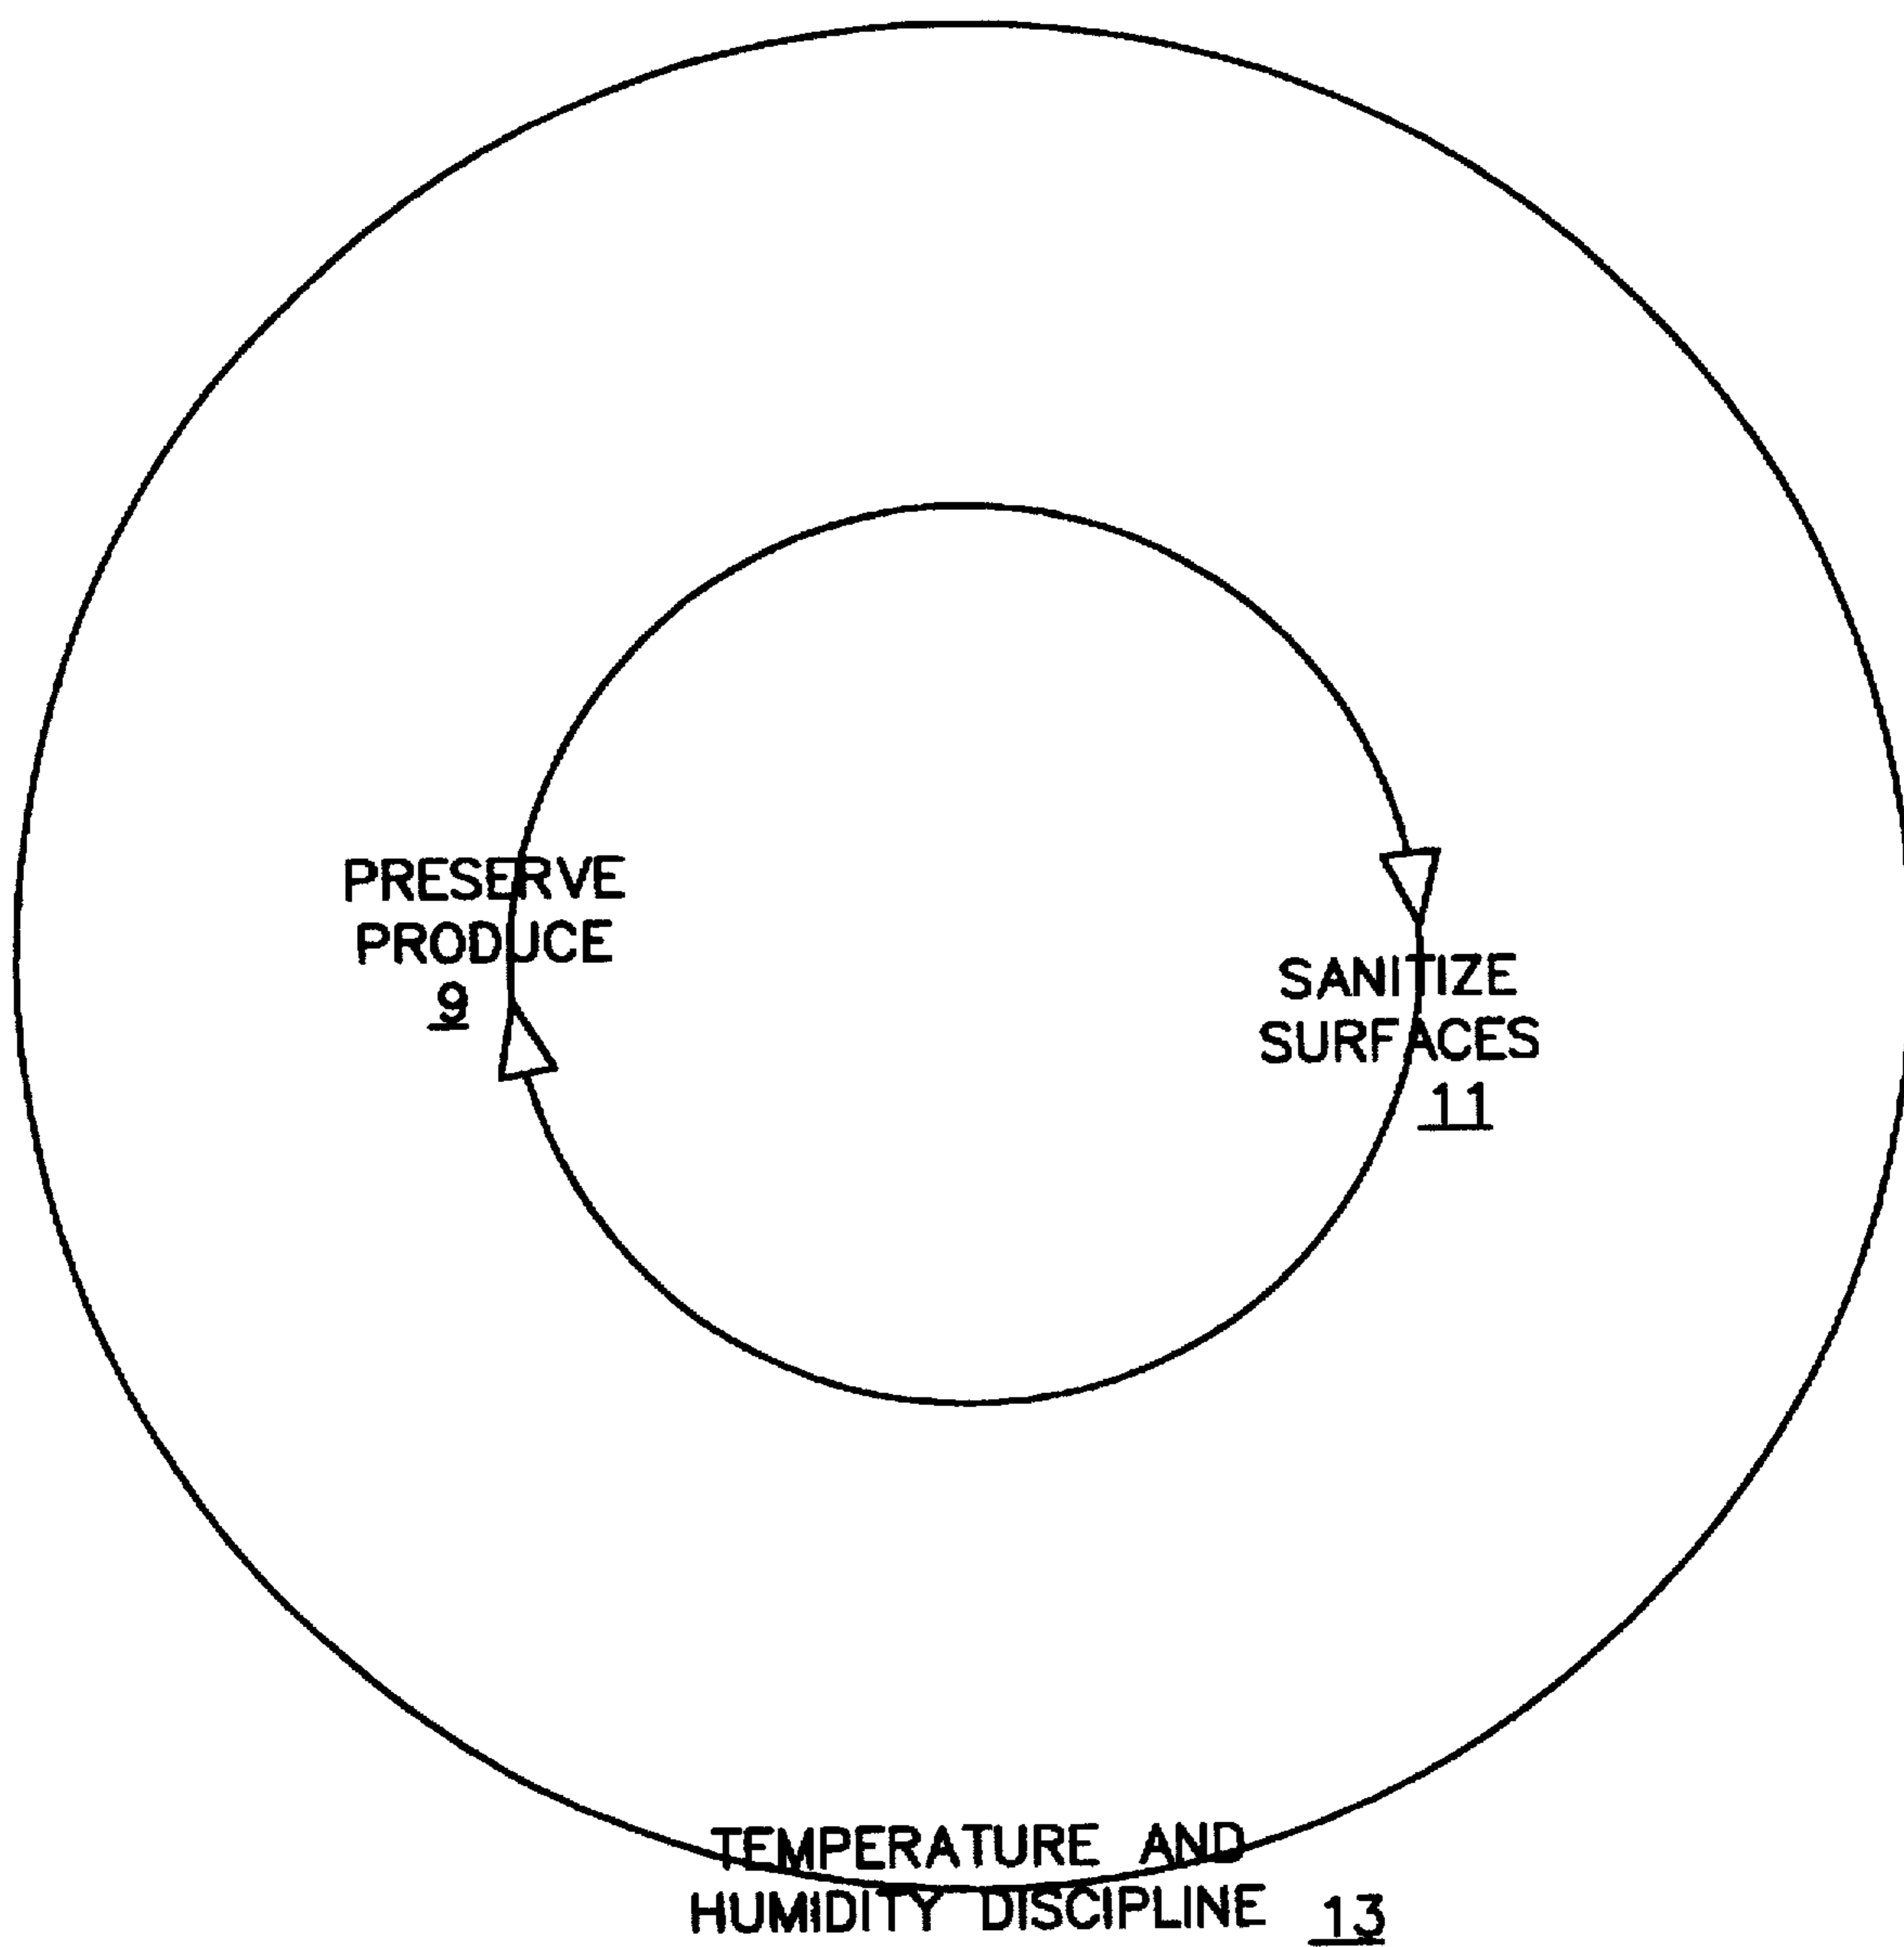 PRESERVE
PRODUCE
9
SANITIZE
SURFACES
11
TEMPERATURE AND
HUMIDITY DISCIPLINE 13